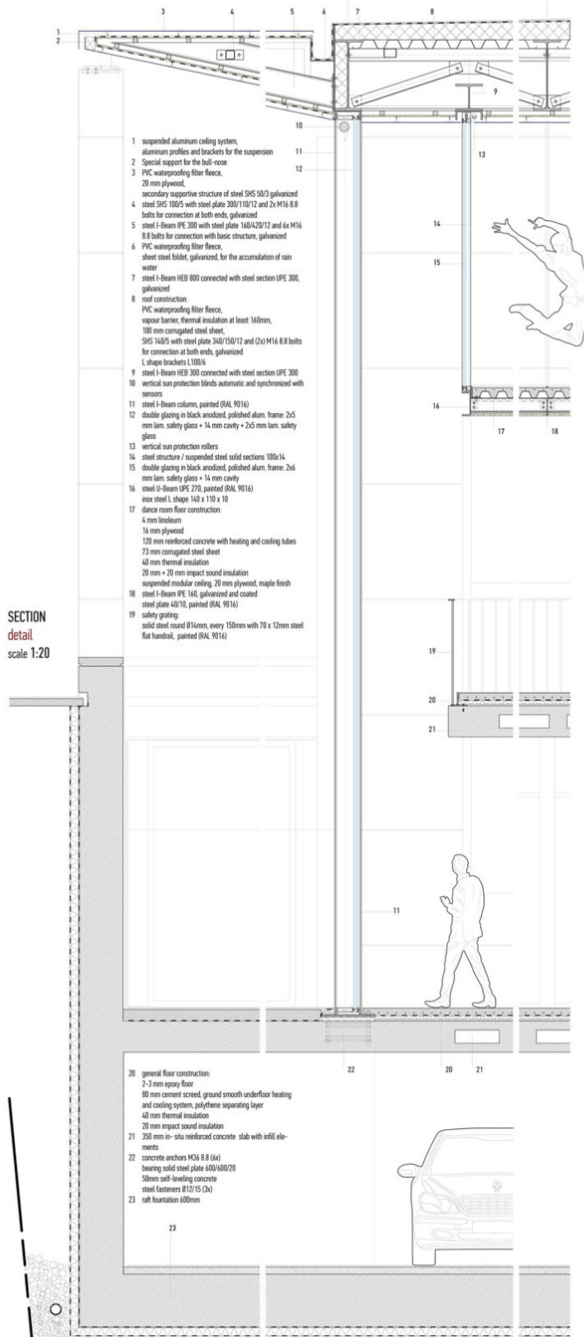 3 4 5 6 7 8
1
2
9
10
11
12
13
1 suspended aluminum ceiling system,
aluminum profiles and brackets for the suspension
2 Special support for the bull-nose
3 PVC waterproofing filter fleece,
20 mm plywood,
secondary supportive structure of steel SHS 50/3 galvanized
4 steel SHS 100/5 with steel plate 300/110/12 and 2x M16 8.8
bolts for connection at both ends, galvanized
5 steel I-Beam IPE 300 with steel plate 160/420/12 and 6x M16
8.8 bolts for connection with basic structure, galvanized
6 PVC waterproofing filter fleece,
sheet steel foldet, galvanized, for the accumulation of rain
water
7 steel I-Beam HEB 800 connected with steel section UPE 300,
galvanized
8 roof construction:
PVC waterproofing filter fleece,
vapour barrier, thermal insulation at least 160mm,
100 mm corrugated steel sheet,
SHS 140/5 with steel plate 340/150/12 and (2x) M16 8.8 bolts
for connection at both ends, galvanized
L shape brackets L100/6
9 steel I-Beam HEB 300 connected with steel section UPE 300
10 vertical sun protection blinds automatic and synchronized with
sensors
11 steel I-Beam column, painted (RAL 9016)
12 double glazing in black anodized, polished alum. frame: 2x5
mm lam. safety glass + 14 mm cavity + 2x5 mm lam. safety
glass
13 vertical sun protection rollers
14 steel structure / suspended steel solid sections 100x14
15 double glazing in black anodized, polished alum. frame: 2x6
mm lam. safety glass + 14 mm cavity
16 steel U-Beam UPE 270, painted (RAL 9016)
inox steel L shape 140 x 110 x 10
17 dance room floor construction:
4 mm linoleum
16 mm plywood
120 mm reinforced concrete with heating and cooling tubes
73 mm corrugated steel sheet
40 mm thermal insulation
20 mm + 20 mm impact sound insulation
suspended modular ceiling, 20 mm plywood, maple finish
18 steel I-Beam IPE 160, galvanized and coated
steel plate 40/10, painted (RAL 9016)
19 safety grating:
solid steel round Ø14mm, every 150mm with 70 x 12mm steel
flat handrail, painted (RAL 9016)
14
15
16
17 18
SECTION
detail
scale 1:20
19
20
21
11
22 20 21
20 general floor construction:
2-3 mm epoxy floor
80 mm cement screed, ground smooth underfloor heating
and cooling system, polythene separating layer
40 mm thermal insulation
20 mm impact sound insulation
21 350 mm in- situ reinforced concrete slab with infill ele-
ments
22 concrete anchors M36 8.8 (6x)
bearing solid steel plate 600/600/20
50mm self-leveling concrete
steel fasteners Ø12/15 (3x)
23 raft fountation 600mm
23